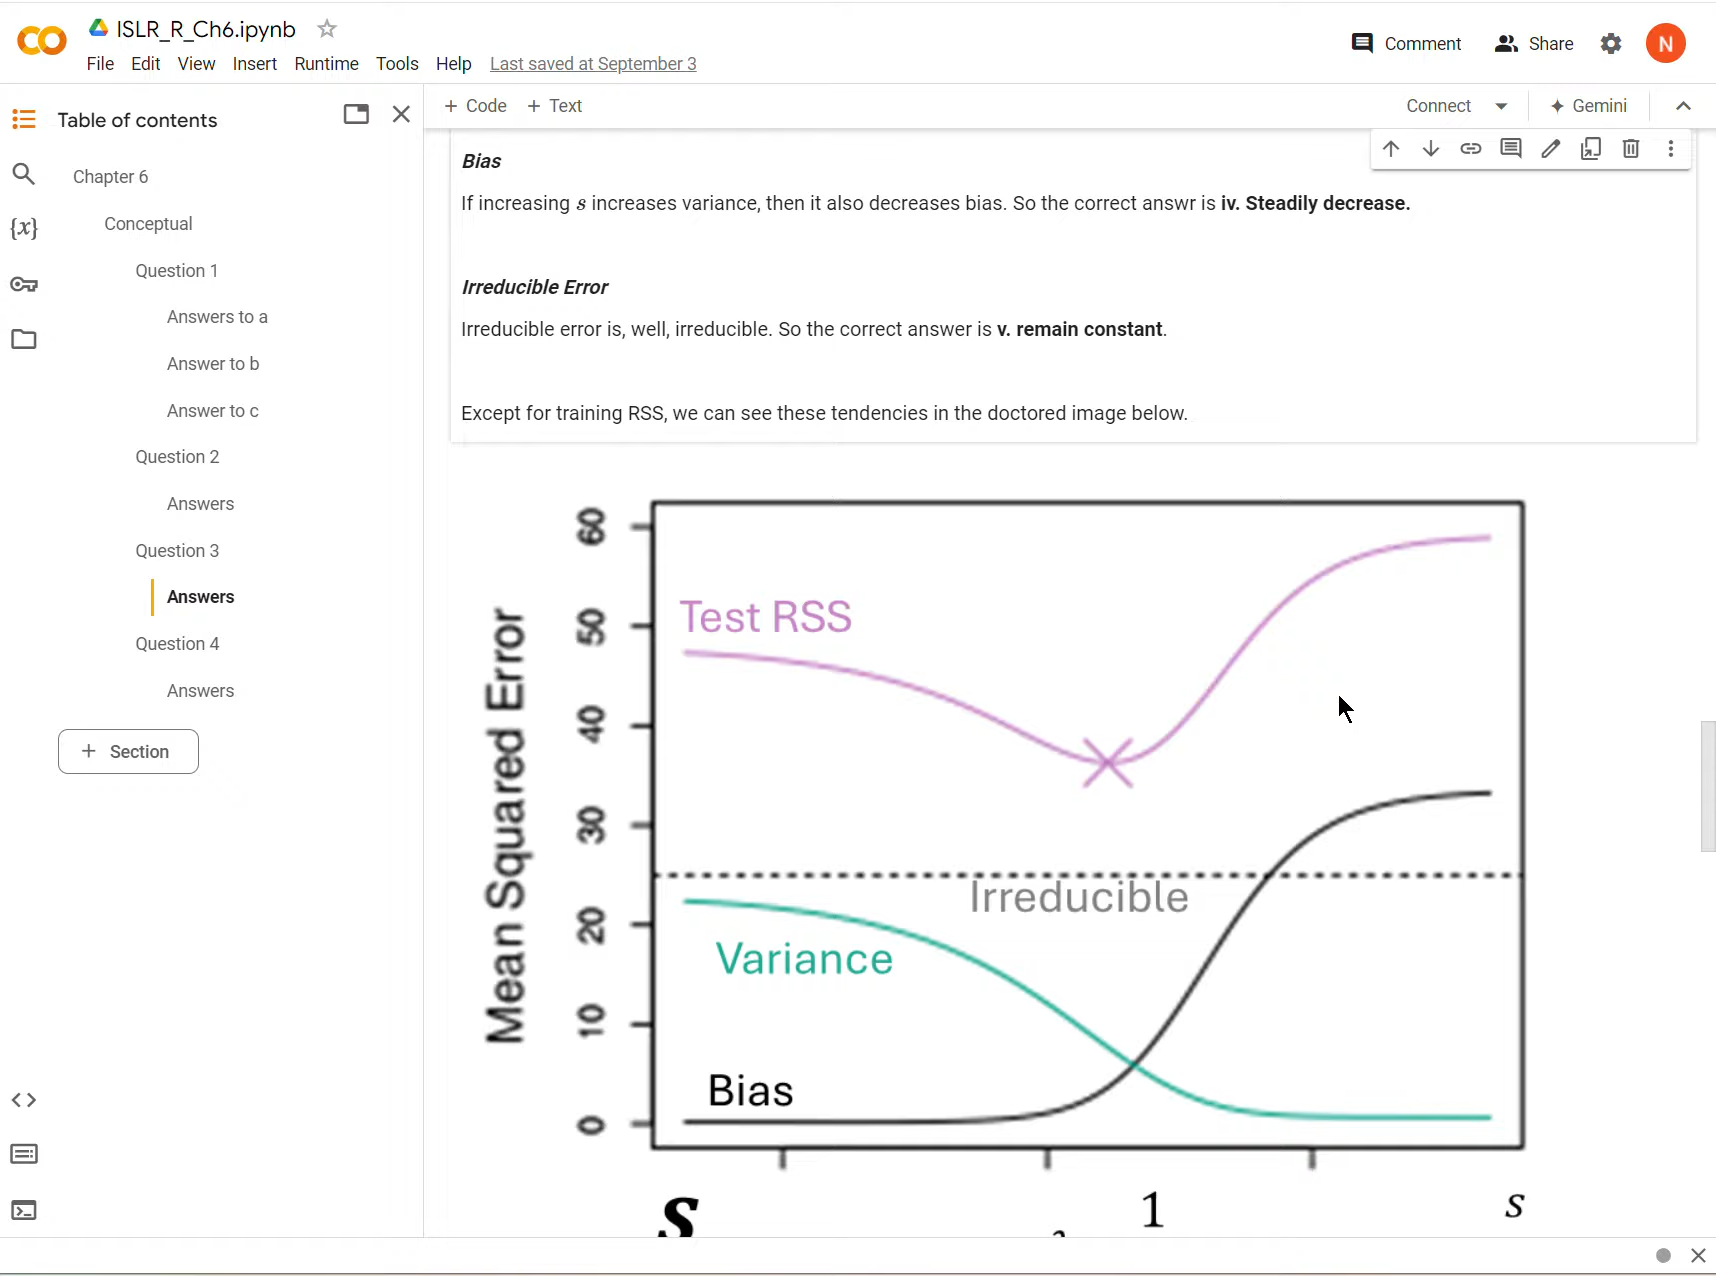 ISLR_R_Ch6.ipynb
Comment
Share
N
File Edit View Insert Runtime Tools Help Last saved at September 3
Table of contents
+ Code + Text
Connect
Gemini
Chapter 6
Conceptual
Question 1
Answers to a
Answer to b
Answer to c
Question 2
Answers
Question 3
Answers
Question 4
Answers
+ Section
Bias
If increasing s increases variance, then it also decreases bias. So the correct answr is iv. Steadily decrease.
Irreducible Error
Irreducible error is, well, irreducible. So the correct answer is v. remain constant.
Except for training RSS, we can see these tendencies in the doctored image below.
Mean Squared Error
60
50
40
30
20
10
0
Test RSS
Irreducible
Variance
Bias
s
1
s